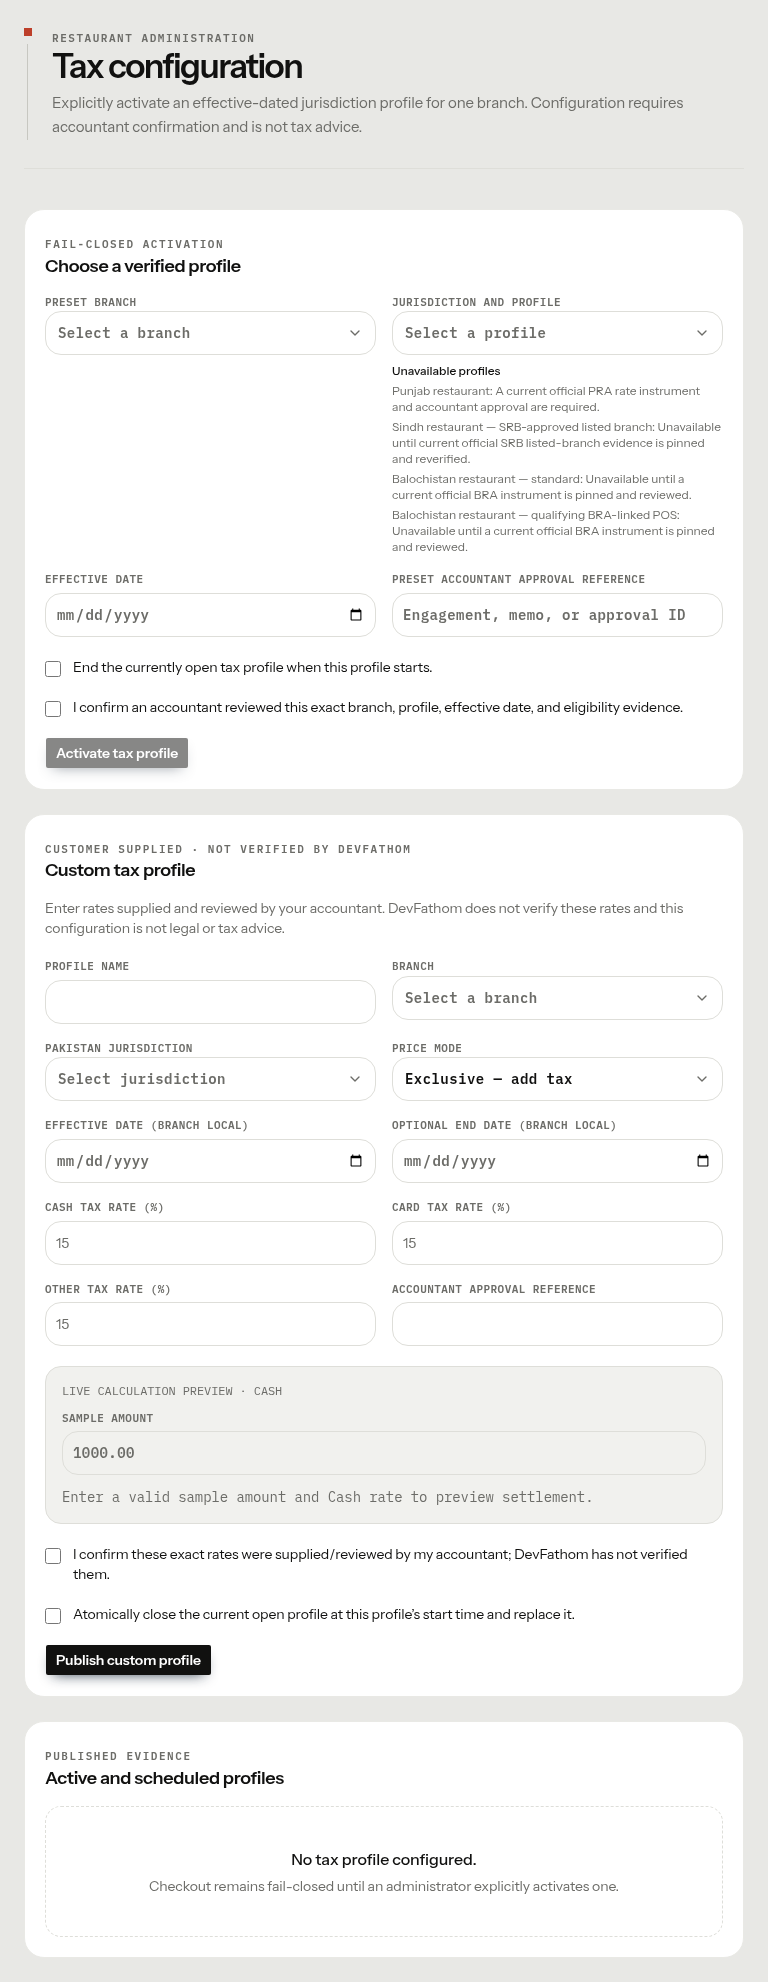 RESTAURANT ADMINISTRATION
Tax configuration
Explicitly activate an effective-dated jurisdiction profile for one branch. Configuration requires
accountant confirmation and is not tax advice.
FAIL-CLOSED ACTIVATION
Choose a verified profile
PRESET BRANCH
Select a branch
JURISDICTION AND PROFILE
Select a profile
Unavailable profiles
Punjab restaurant: A current official PRA rate instrument
and accountant approval are required.
Sindh restaurant — SRB-approved listed branch: Unavailable
until current official SRB listed-branch evidence is pinned
and reverified.
Balochistan restaurant — standard: Unavailable until a
current official BRA instrument is pinned and reviewed.
Balochistan restaurant — qualifying BRA-linked POS:
Unavailable until a current official BRA instrument is pinned
and reviewed.
EFFECTIVE DATE
mm/dd/yyyy
PRESET ACCOUNTANT APPROVAL REFERENCE
Engagement, memo, or approval ID
End the currently open tax profile when this profile starts.
I confirm an accountant reviewed this exact branch, profile, effective date, and eligibility evidence.
Activate tax profile
CUSTOMER SUPPLIED · NOT VERIFIED BY DEVFATHOM
Custom tax profile
Enter rates supplied and reviewed by your accountant. DevFathom does not verify these rates and this
configuration is not legal or tax advice.
PROFILE NAME
BRANCH
Select a branch
PAKISTAN JURISDICTION
Select jurisdiction
PRICE MODE
Exclusive — add tax
EFFECTIVE DATE (BRANCH LOCAL)
mm/dd/yyyy
OPTIONAL END DATE (BRANCH LOCAL)
mm/dd/yyyy
CASH TAX RATE (%)
15
CARD TAX RATE (%)
15
OTHER TAX RATE (%)
15
ACCOUNTANT APPROVAL REFERENCE
LIVE CALCULATION PREVIEW · CASH
SAMPLE AMOUNT
1000.00
Enter a valid sample amount and Cash rate to preview settlement.
I confirm these exact rates were supplied/reviewed by my accountant; DevFathom has not verified
them.
Atomically close the current open profile at this profile's start time and replace it.
Publish custom profile
PUBLISHED EVIDENCE
Active and scheduled profiles
No tax profile configured.
Checkout remains fail-closed until an administrator explicitly activates one.